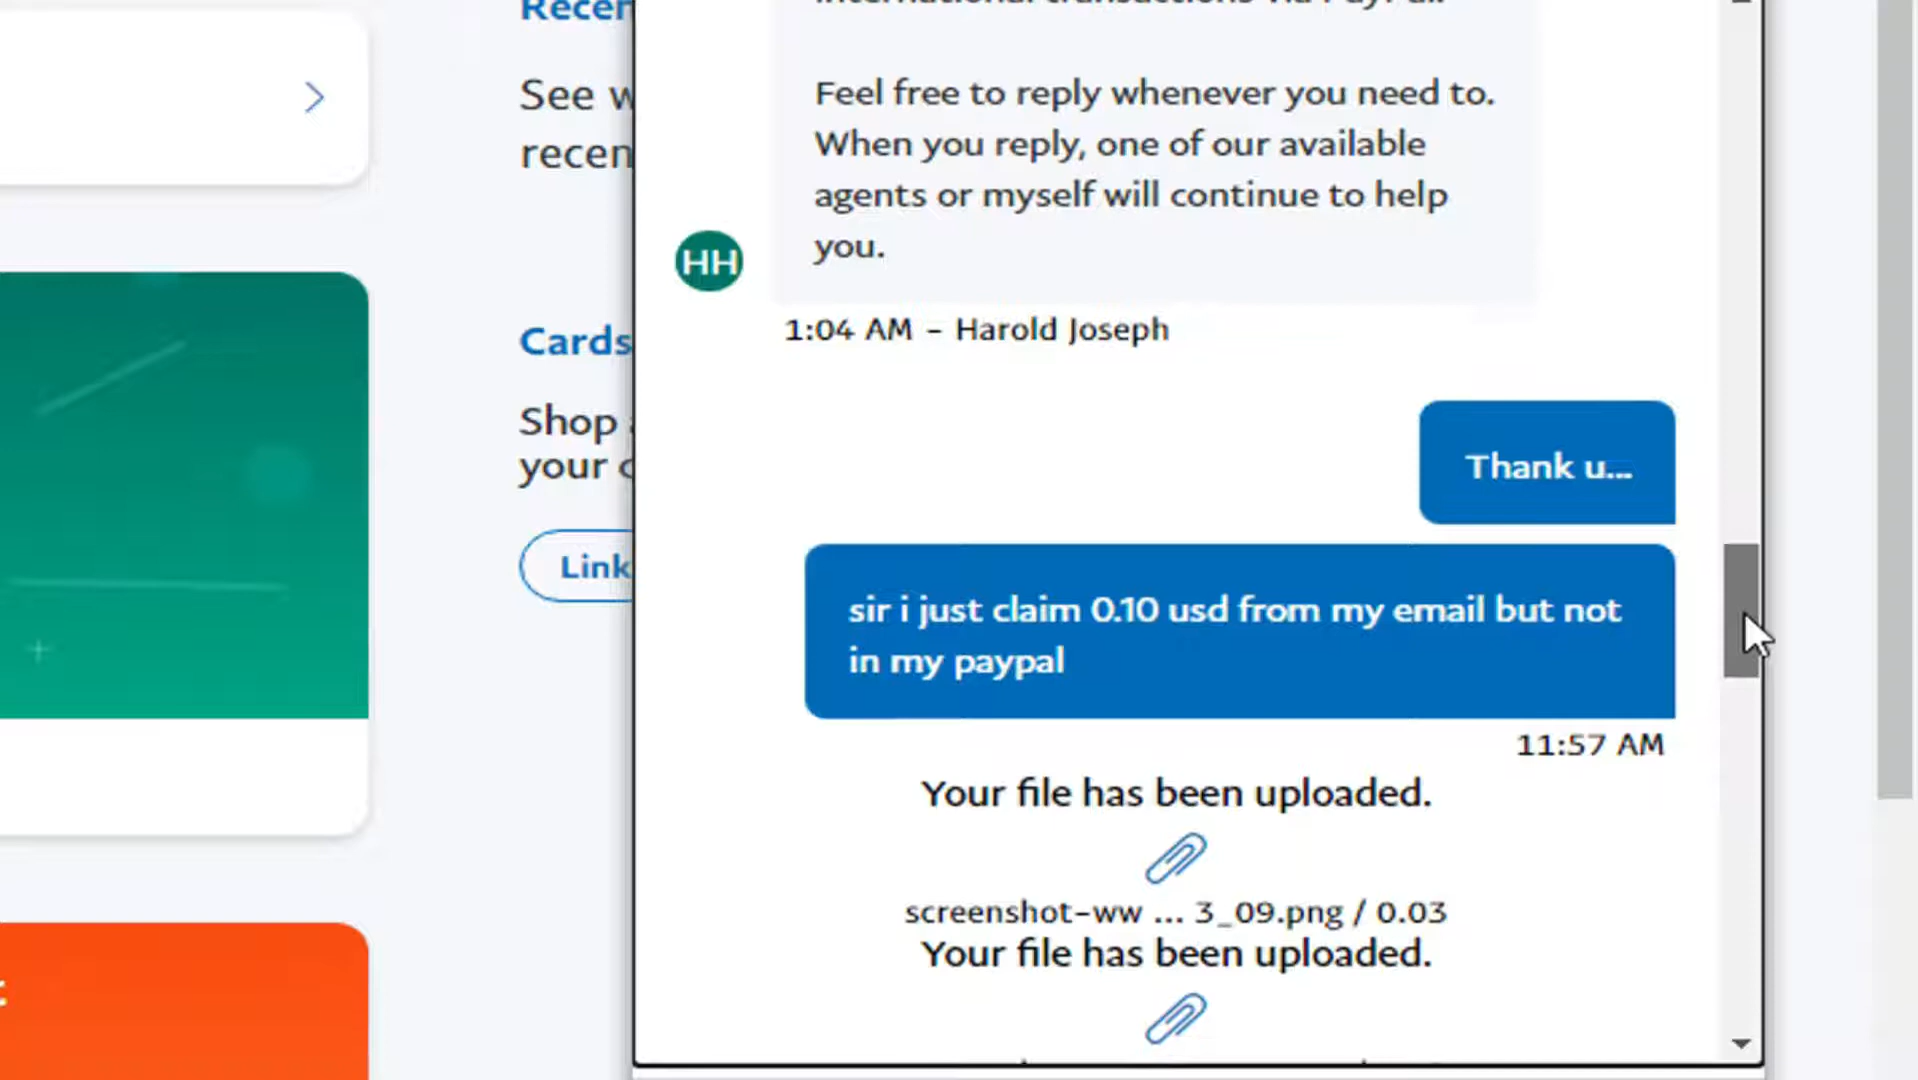 See
recen
Feel free to reply whenever you need to.
When you reply, one of our available
agents or myself will continue to help
you.
HH
1:04 AM - Harold Joseph
Cards
Shop
your
Link
Thank u...
sir i just claim 0.10 usd from my email but not
in my paypal
11:57 AM
Your file has been uploaded.
screenshot-ww ... 3_09.png / 0.03
Your file has been uploaded.